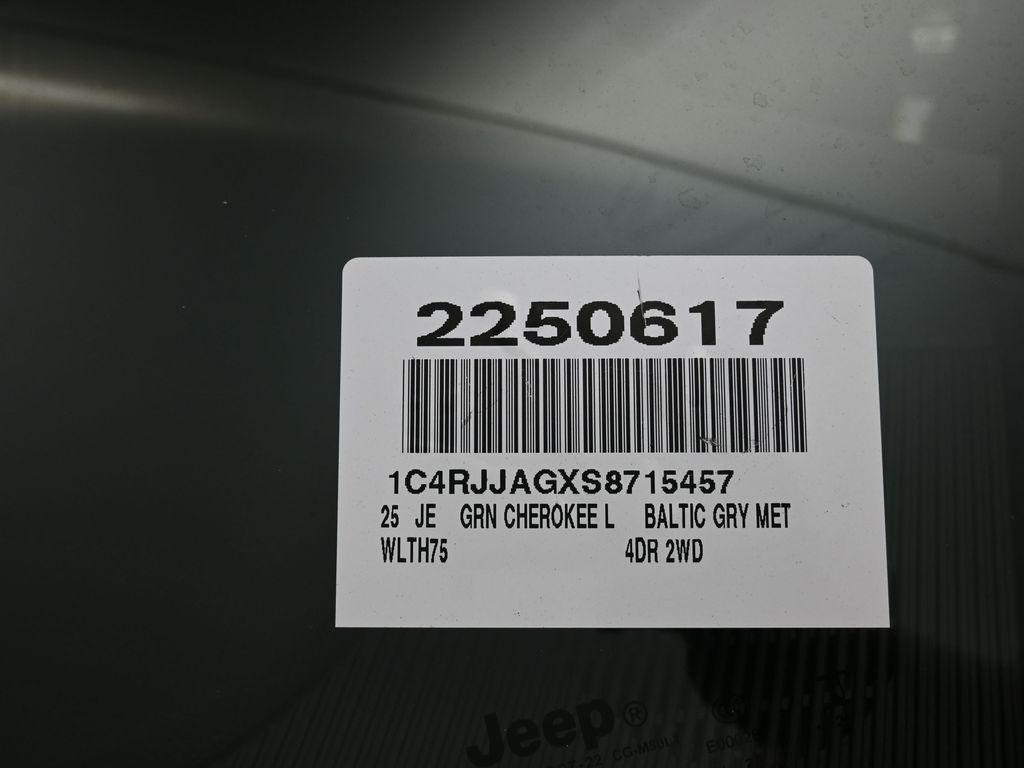 2250617
1C4RJJAGXS8715457
25 JE GRN CHEROKEE L BALTIC GRY MET
WLTH75 4DR 2WD
Jeep®